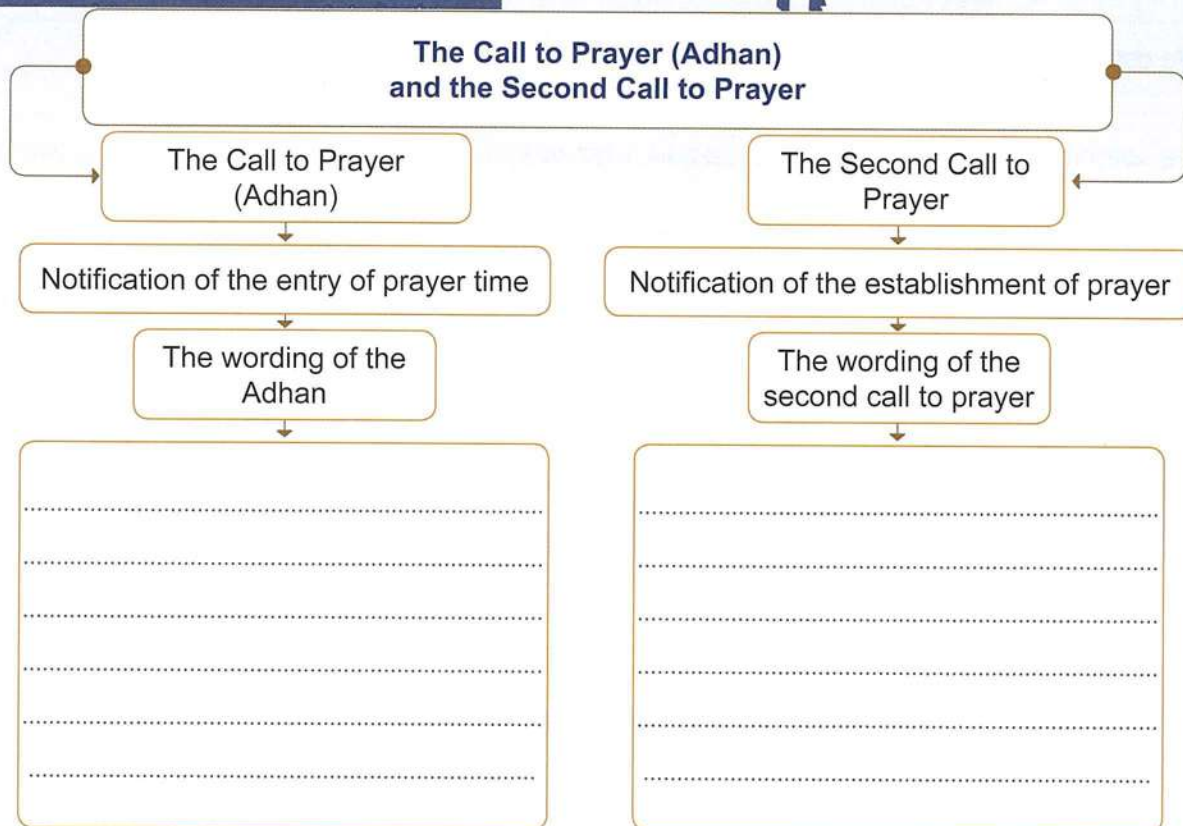 The Call to Prayer (Adhan)
and the Second Call to Prayer
The Call to Prayer
(Adhan)
Notification of the entry of prayer time
The wording of the
Adhan
The Second Call to
Prayer
Notification of the establishment of prayer
The wording of the
second call to prayer